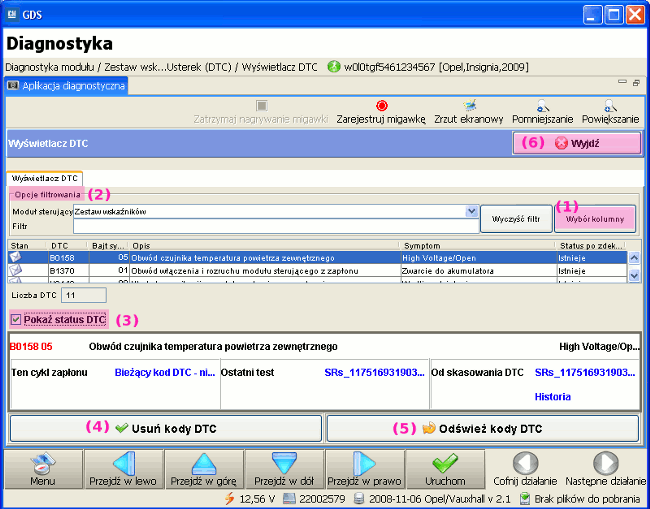 GDS
Diagnostyka
Diagnostyka modułu / Zestaw wsk...Usterek (DTC) / Wyświetlacz DTC w0l0tgf5461234567 [Opel,Insignia,2009]
Aplikacja diagnostyczna
Zatrzymaj nagrywanie migawki Zarejestruj migawkę Zrzut ekranowy Pomniejszanie Powiększanie
Wyświetlacz DTC (6) Wyjdź
Wyświetlacz DTC
Opcje filtrowania (2)
(1)
Moduł sterujący Zestaw wskaźników Wyczyść filtr Wybór kolumny
Filtr
Stan DTC Bajt sy... Opis Symptom Status po zdek...
B0158 05 Obwód czujnika temperatura powietrza zewnętrznego High Voltage/Open Istnieje
B1370 01 Obwód włączenia i rozruchu modułu sterującego z zapłonu Zwarcie do akumulatora Istnieje
Liczba DTC 11
Pokaż status DTC (3)
B0158 05 Obwód czujnika temperatura powietrza zewnętrznego High Voltage/Op...
Ten cykl zapłonu Bieżący kod DTC - ni... Ostatni test SRs_117516931903... Od skasowania DTC SRs_117516931903...
Historia
(4) Usuń kody DTC (5) Odśwież kody DTC
Menu Przejdź w lewo Przejdź w górę Przejdź w dół Przejdź w prawo Uruchom Cofnij działanie Następne działanie
12,56 V 22002579 2008-11-06 Opel/Vauxhall v 2.1 Brak plików do pobrania